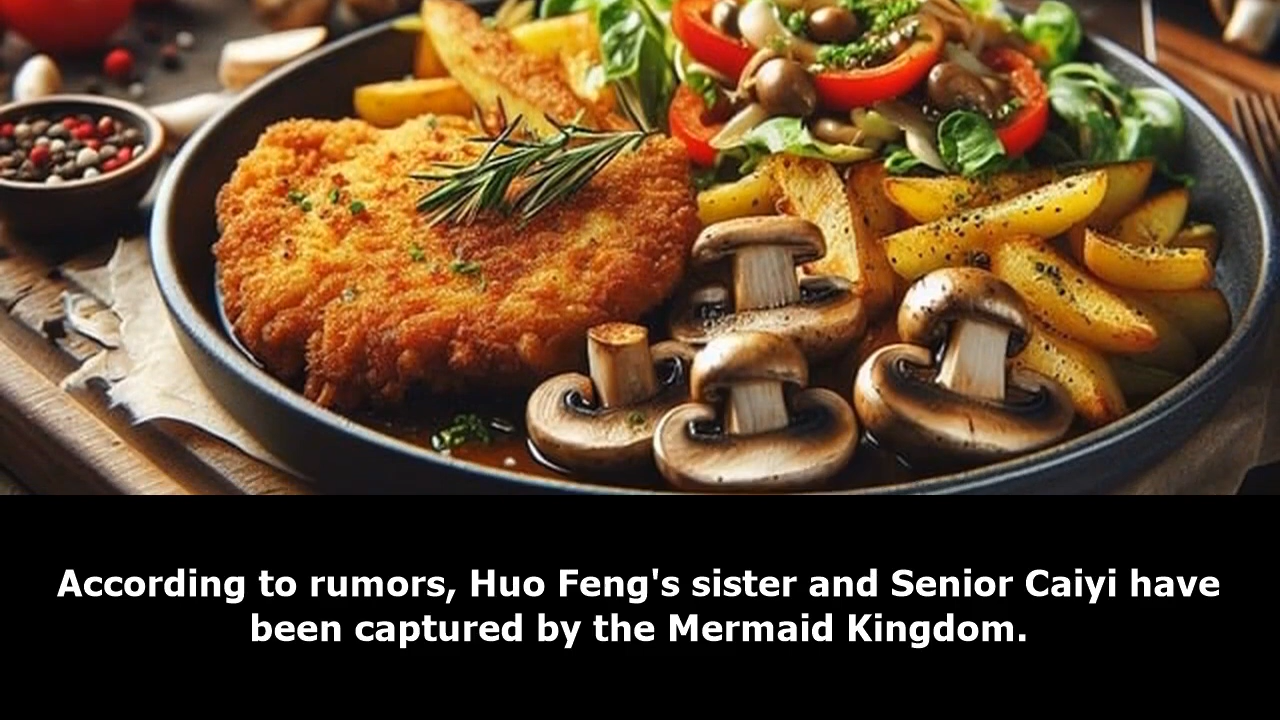 According to rumors, Huo Feng's sister and Senior Caiyi have
been captured by the Mermaid Kingdom.